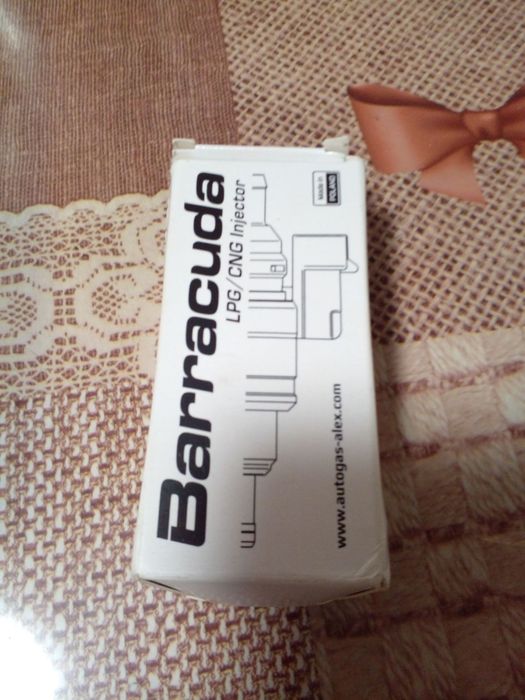 Barracuda
LPG/CNG Injector
Made in
POLAND
www.autogas-alex.com